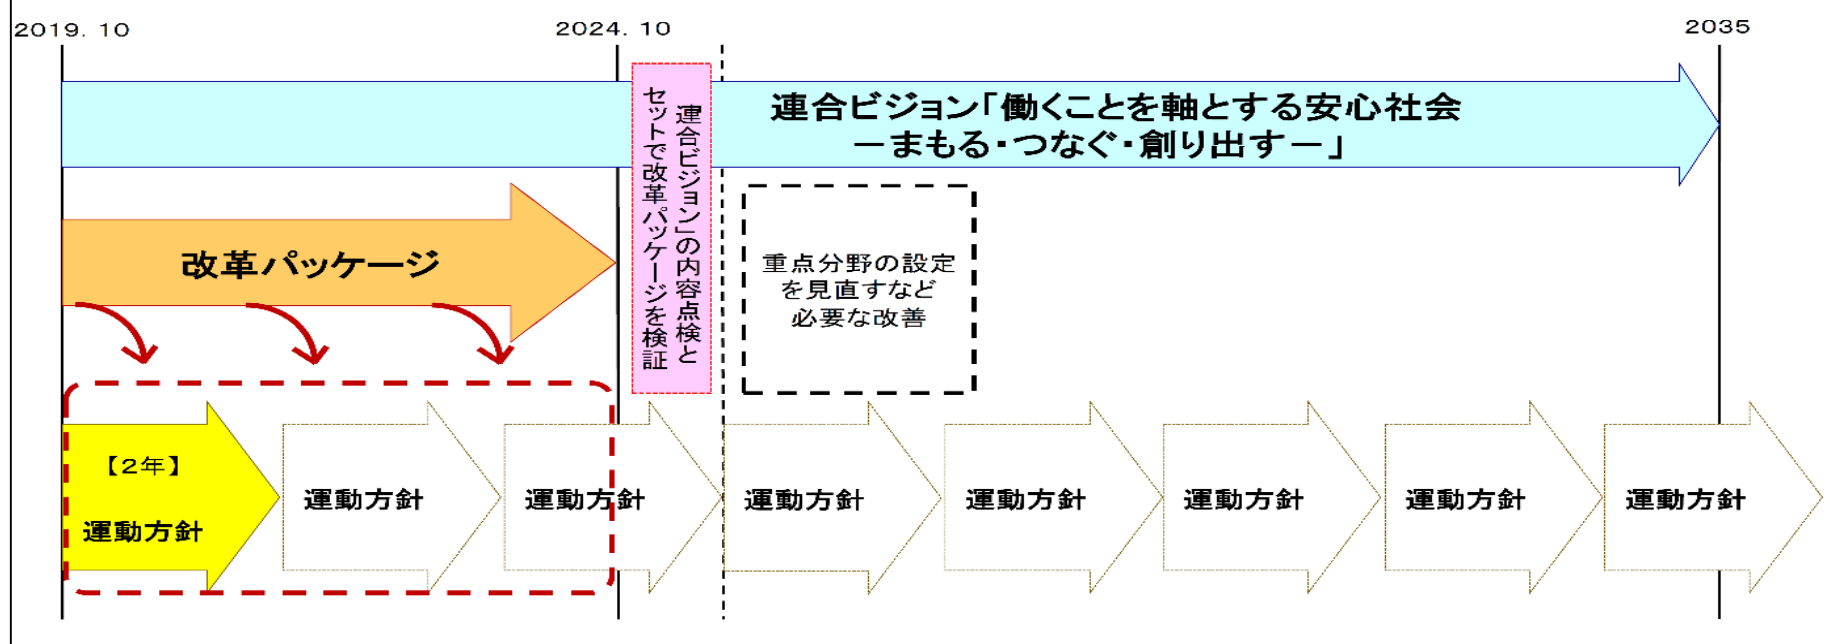 2019.10
2024.10
2035
連合ビジョン「働くことを軸とする安心社会
－まもる・つなぐ・創り出す－」
連合ビジョン」の内容点検と
セットで改革パッケージを検証
改革パッケージ
重点分野の設定
を見直すなど
必要な改善
【2年】
運動方針
運動方針
運動方針
運動方針
運動方針
運動方針
運動方針
運動方針